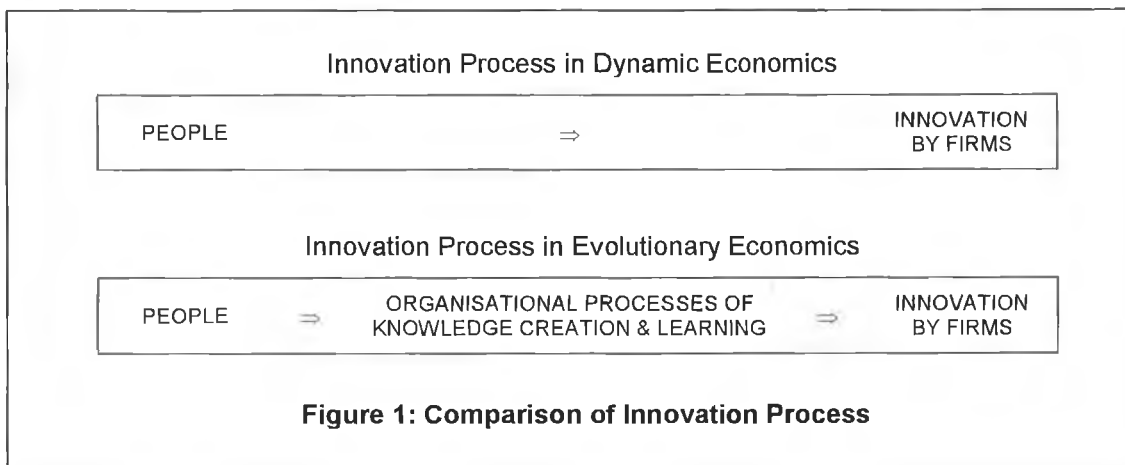 Innovation Process in Dynamic Economics
PEOPLE ⇒ INNOVATION
BY FIRMS
Innovation Process in Evolutionary Economics
PEOPLE ⇒ ORGANISATIONAL PROCESSES OF
KNOWLEDGE CREATION & LEARNING ⇒ INNOVATION
BY FIRMS
Figure 1: Comparison of Innovation Process